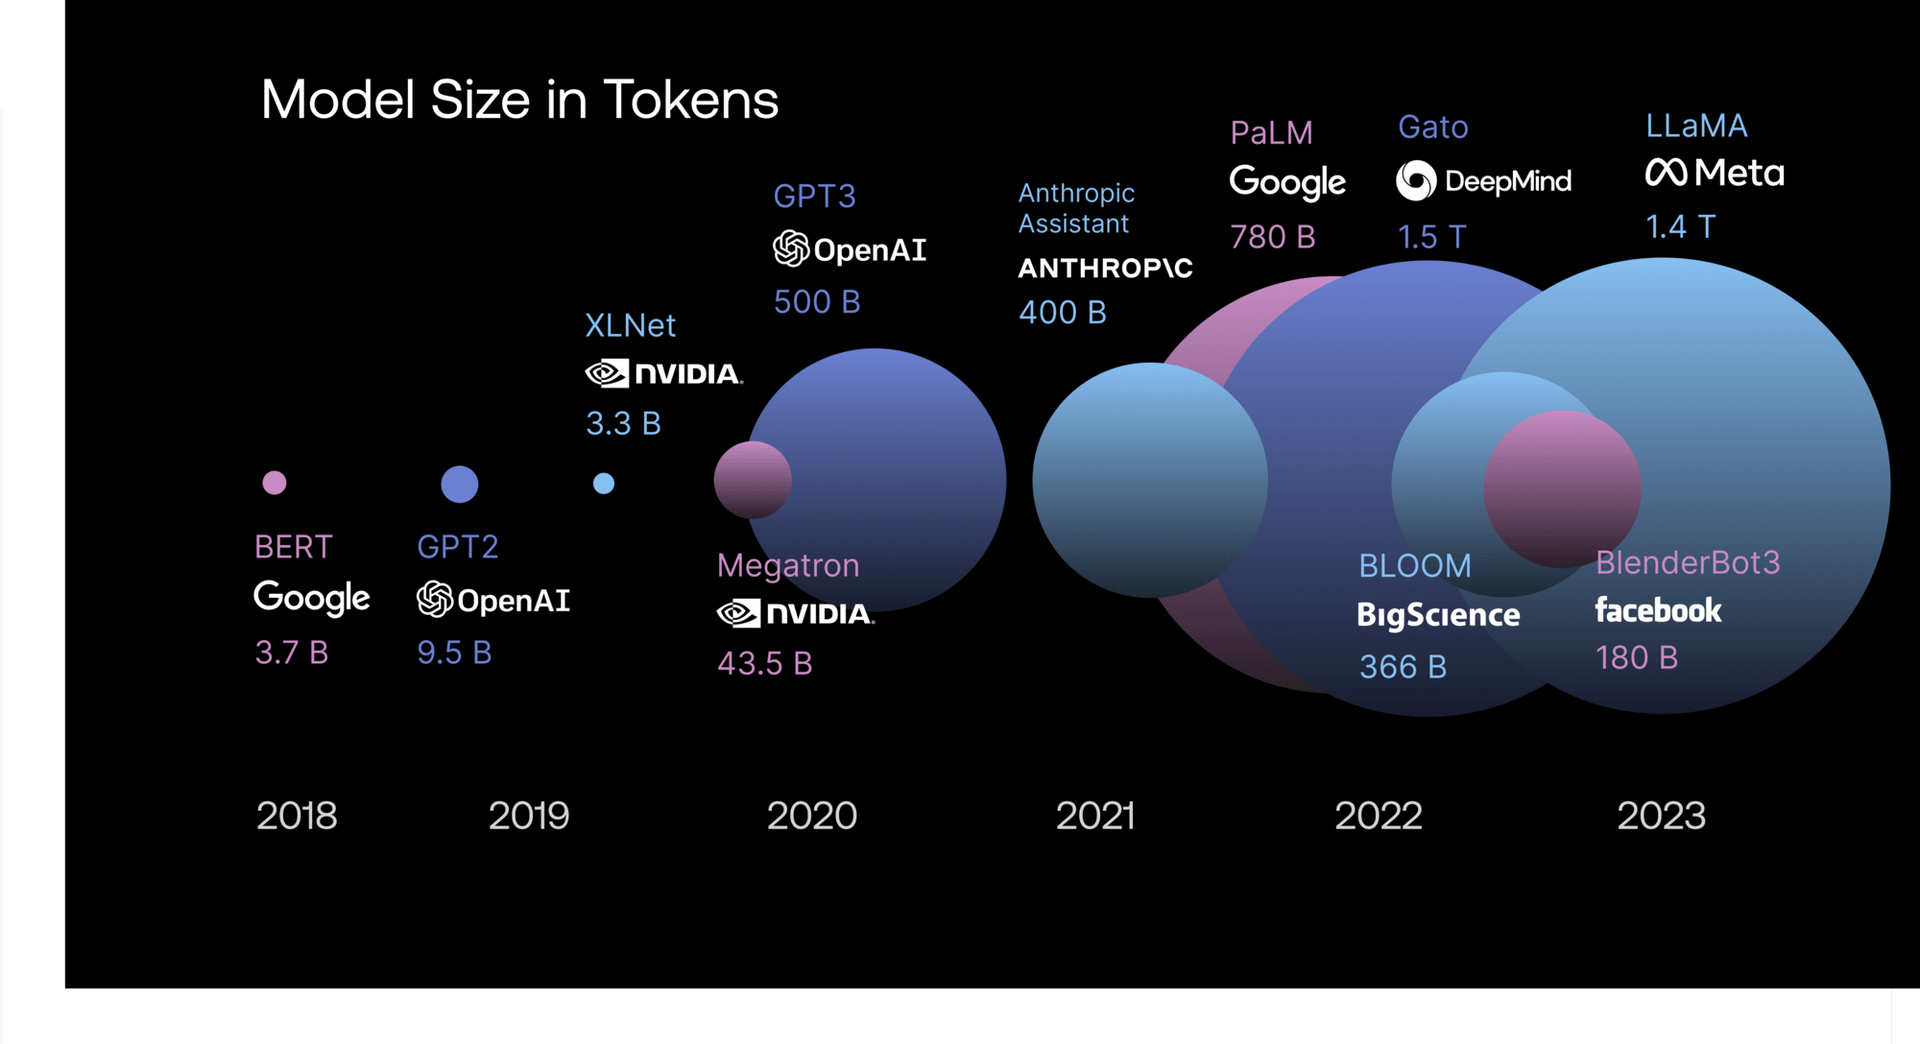 Model Size in Tokens
BERT
Google
3.7 B
GPT2
OpenAI
9.5 B
XLNet
NVIDIA.
3.3 B
Megatron
NVIDIA.
43.5 B
GPT3
OpenAI
500 B
Anthropic
Assistant
ANTHROP\C
400 B
PaLM
Google
780 B
Gato
DeepMind
1.5 T
BLOOM
BigScience
366 B
BlenderBot3
facebook
180 B
LLaMA
Meta
1.4 T
2018
2019
2020
2021
2022
2023